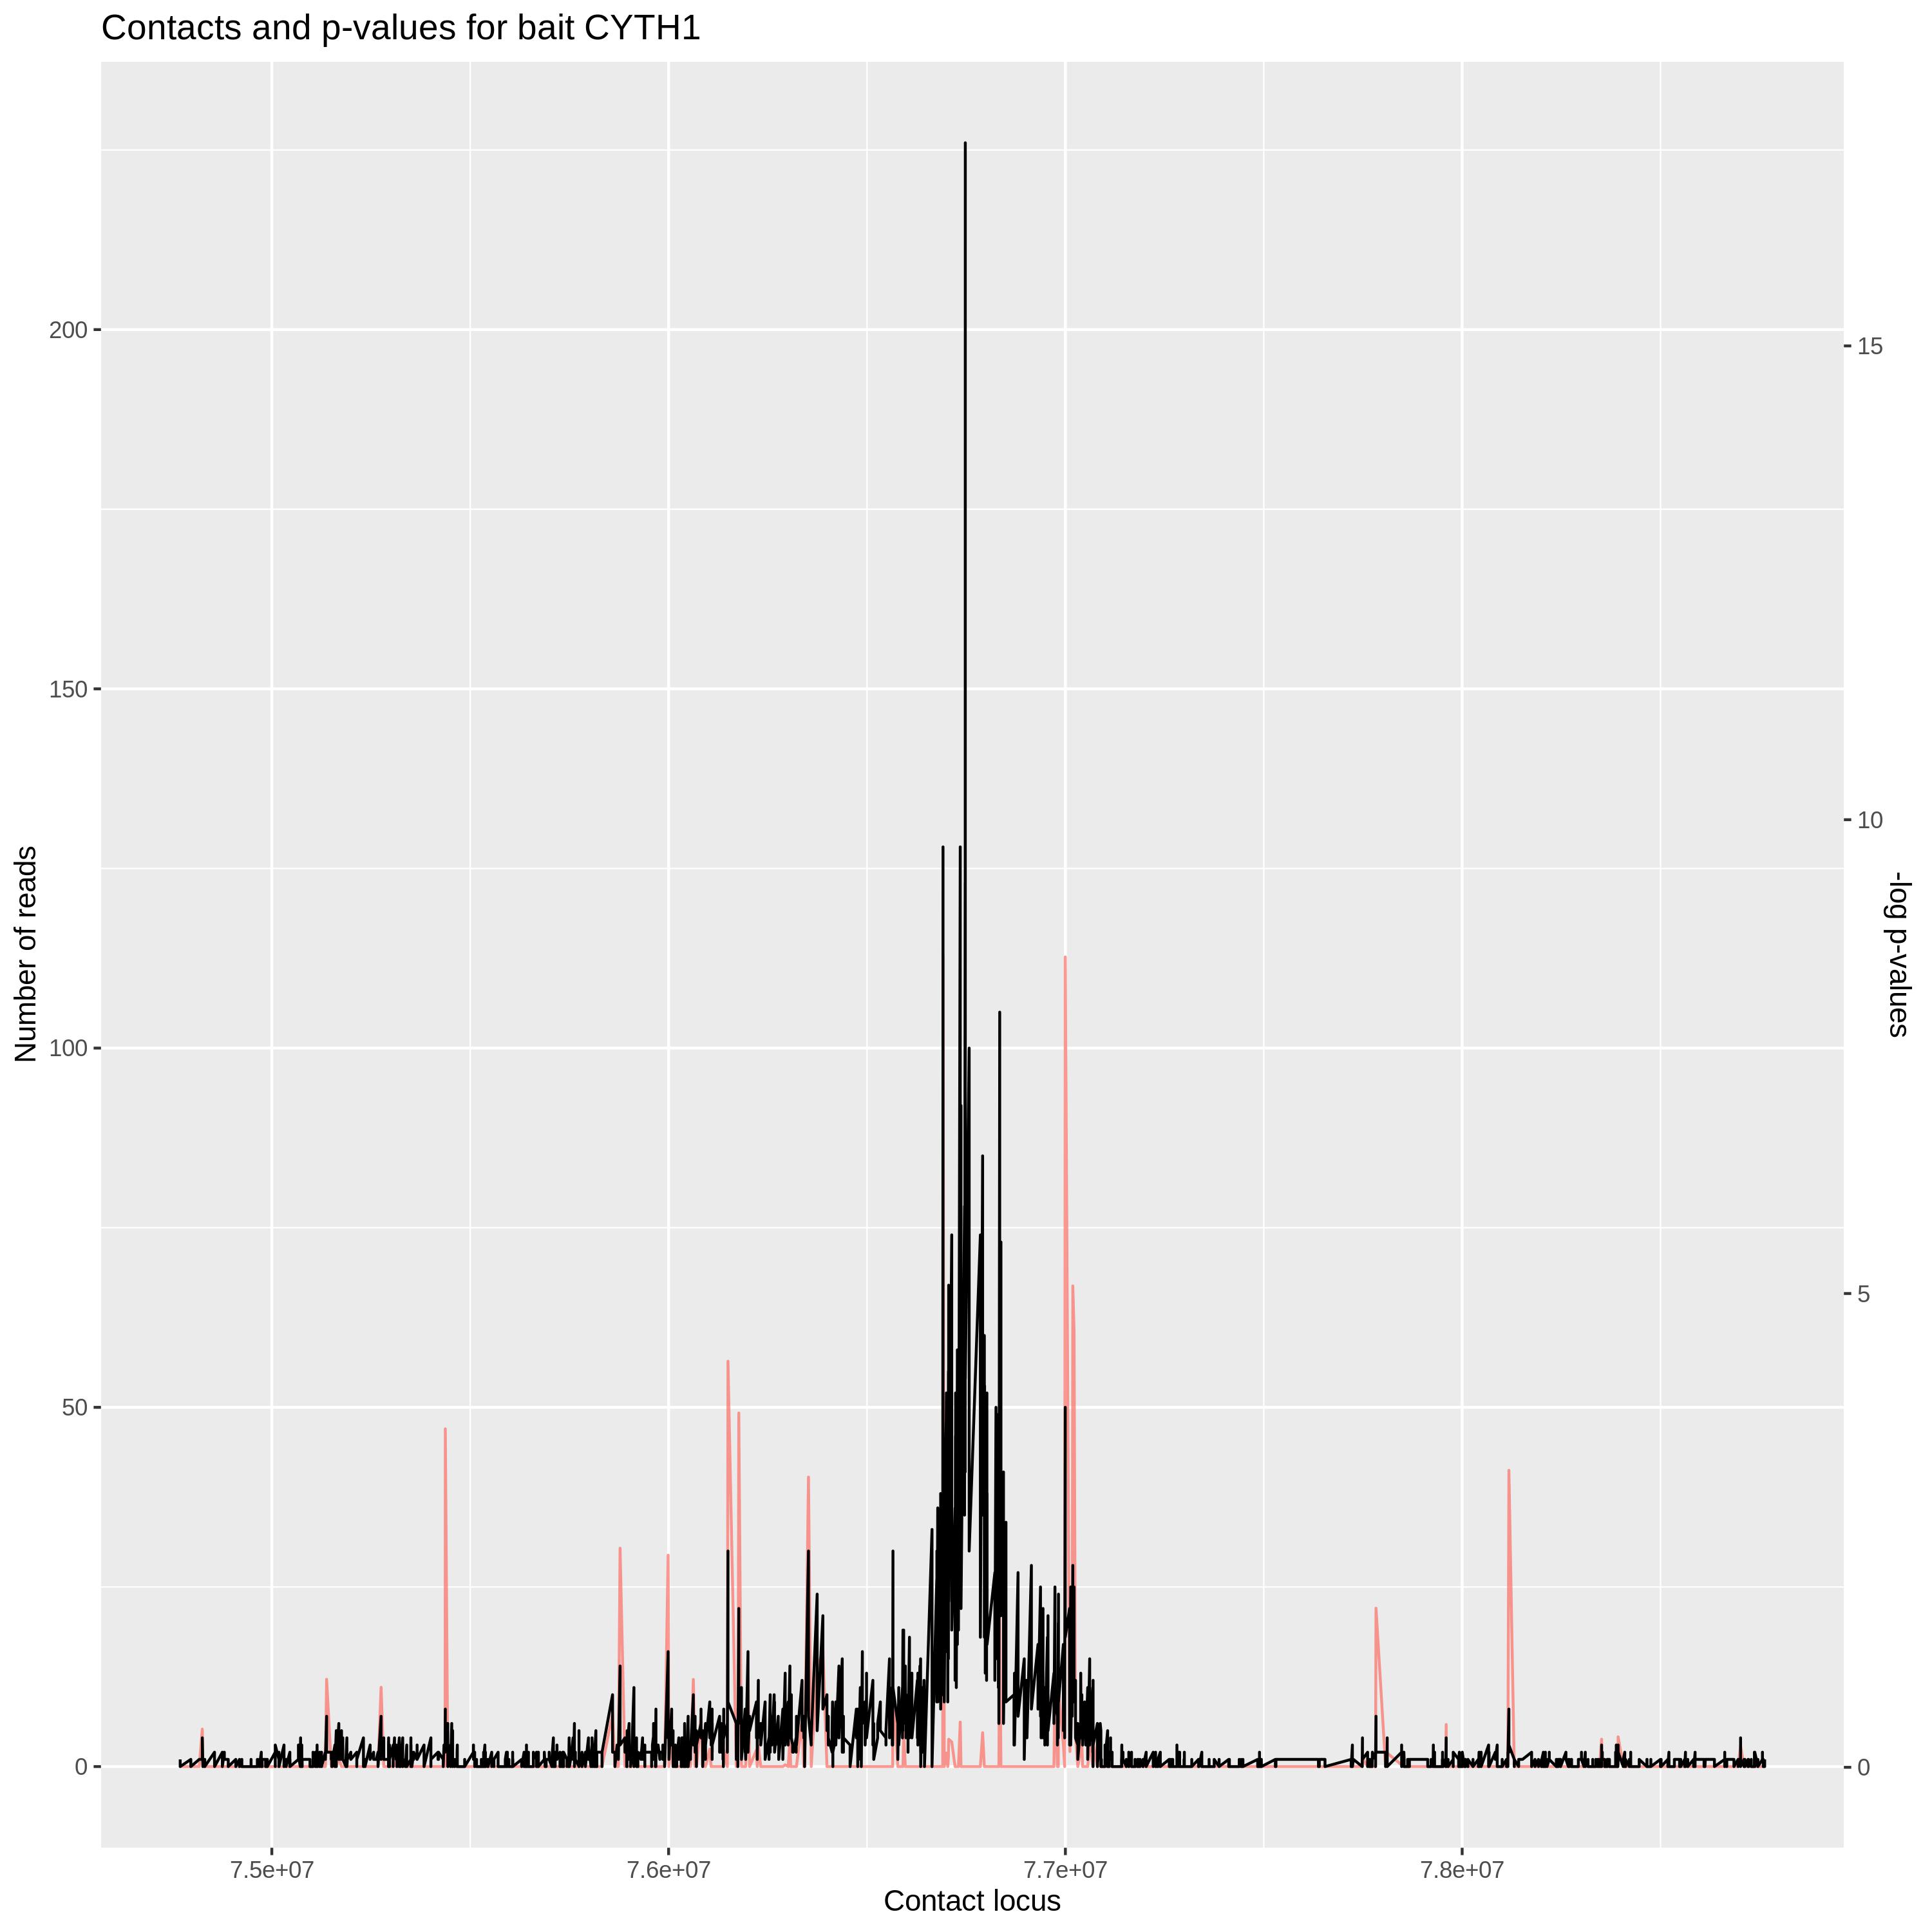 Contacts and p-values for bait CYTH1
Number of reads
200
150
100
50
0
15
10
5
0
-log p-values
7.5e+07
7.6e+07
7.7e+07
7.8e+07
Contact locus